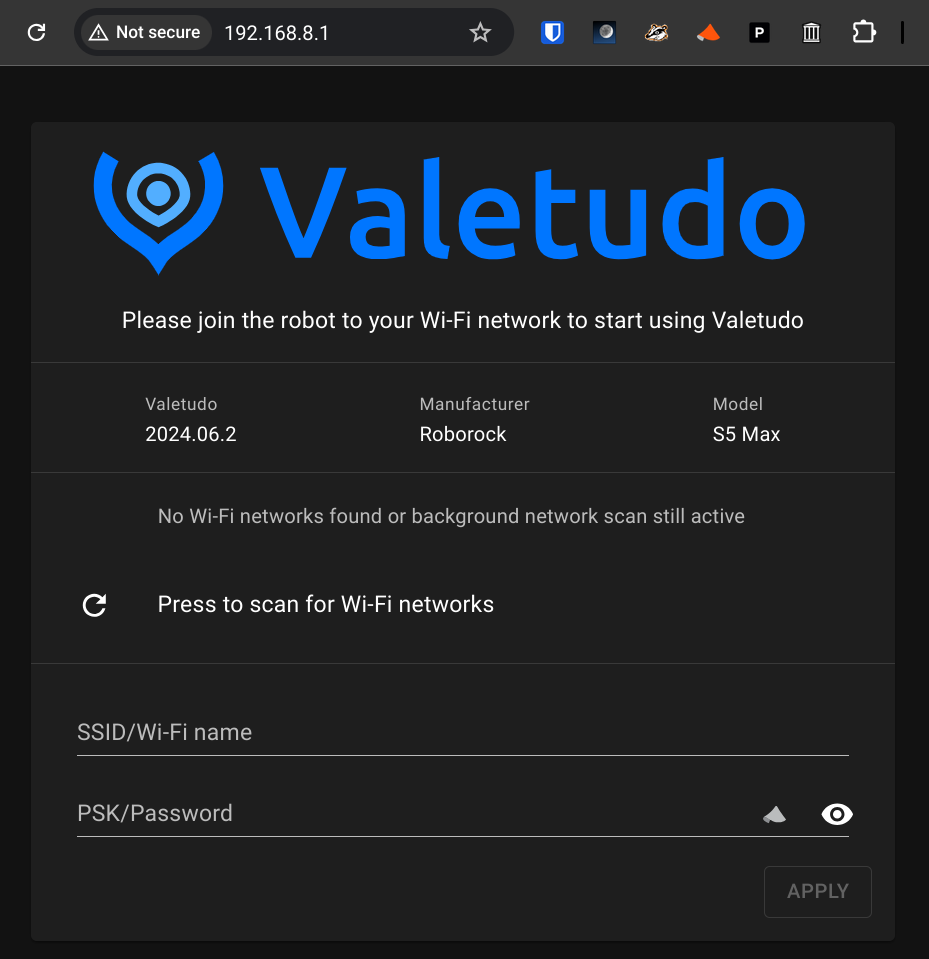 Not secure 192.168.8.1
P
Valetudo
Please join the robot to your Wi-Fi network to start using Valetudo
Valetudo Manufacturer Model
2024.06.2 Roborock S5 Max
No Wi-Fi networks found or background network scan still active
Press to scan for Wi-Fi networks
SSID/Wi-Fi name
PSK/Password
APPLY